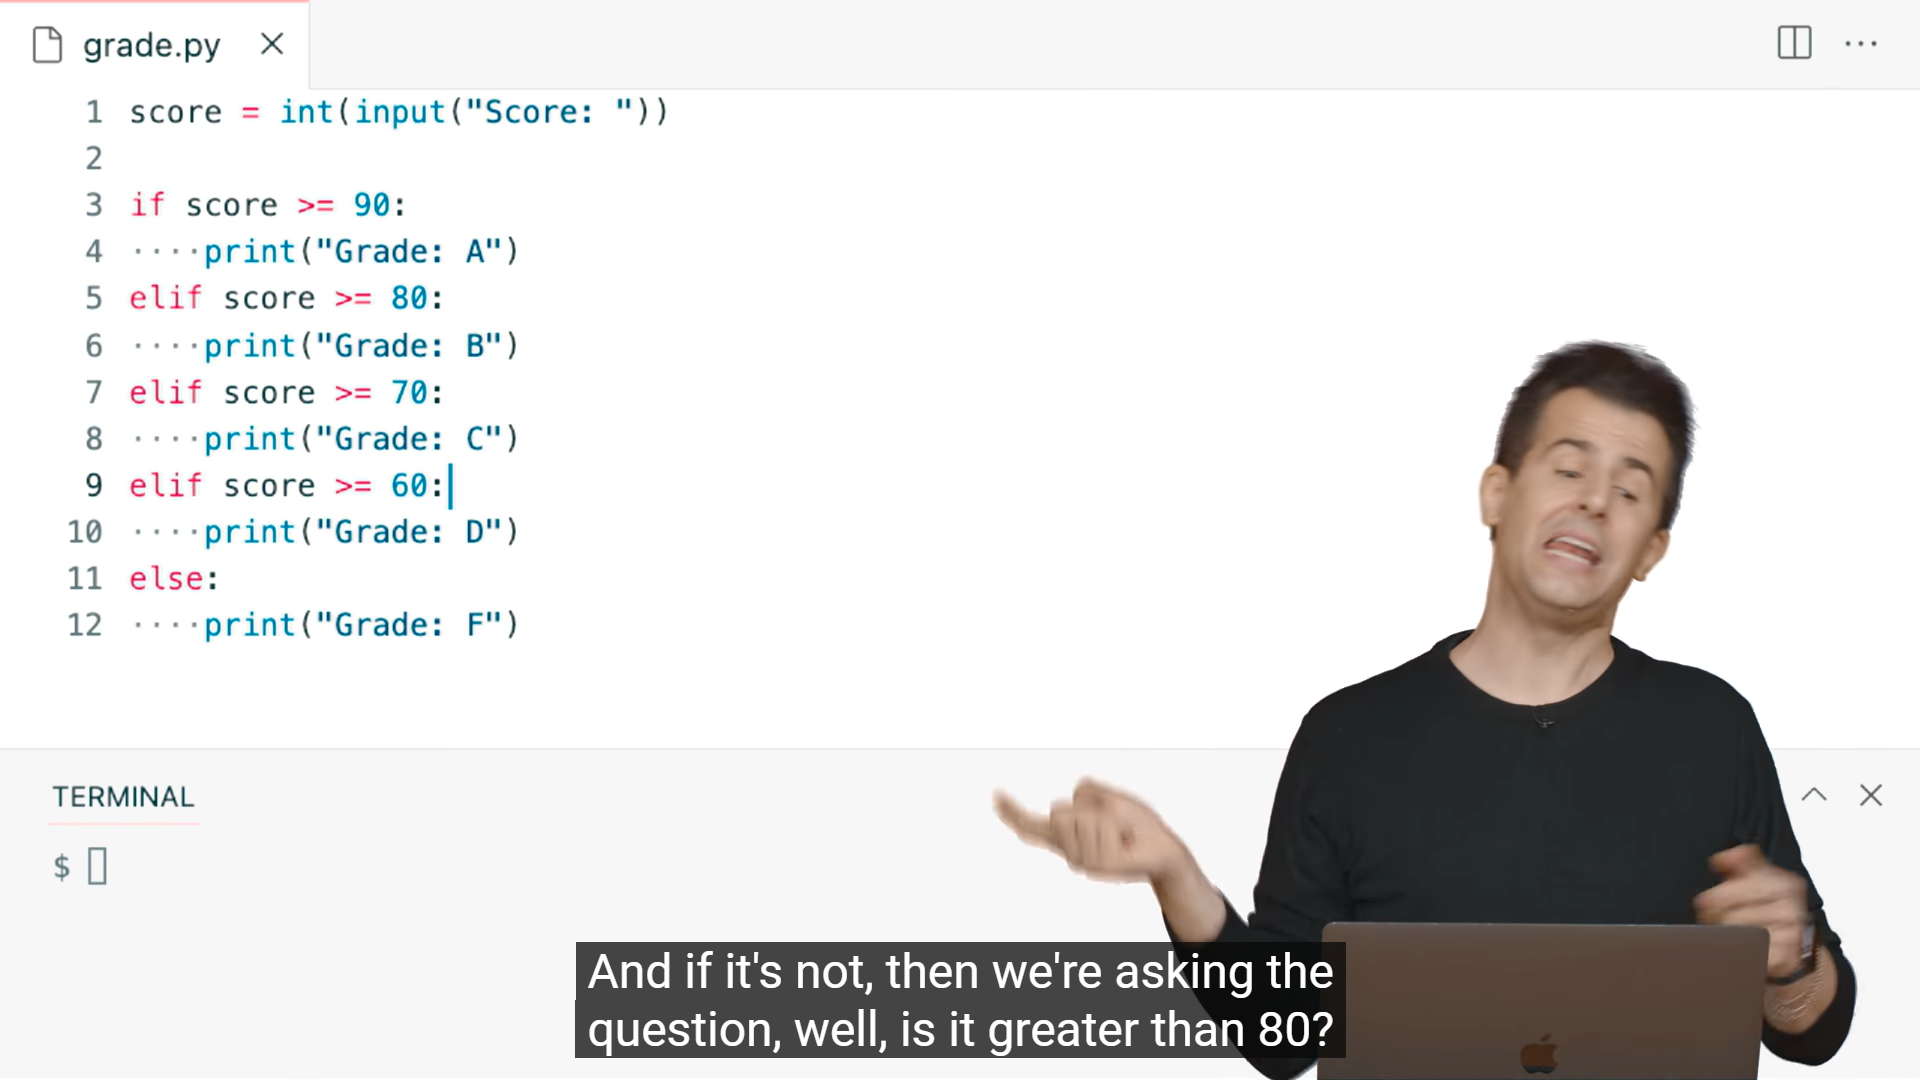 grade.py
1 score = int(input("Score: "))
2
3 if score >= 90:
4 ····print("Grade: A")
5 elif score >= 80:
6 ····print("Grade: B")
7 elif score >= 70:
8 ····print("Grade: C")
9 elif score >= 60:
10 ····print("Grade: D")
11 else:
12 ····print("Grade: F")
TERMINAL
$
And if it's not, then we're asking the
question, well, is it greater than 80?